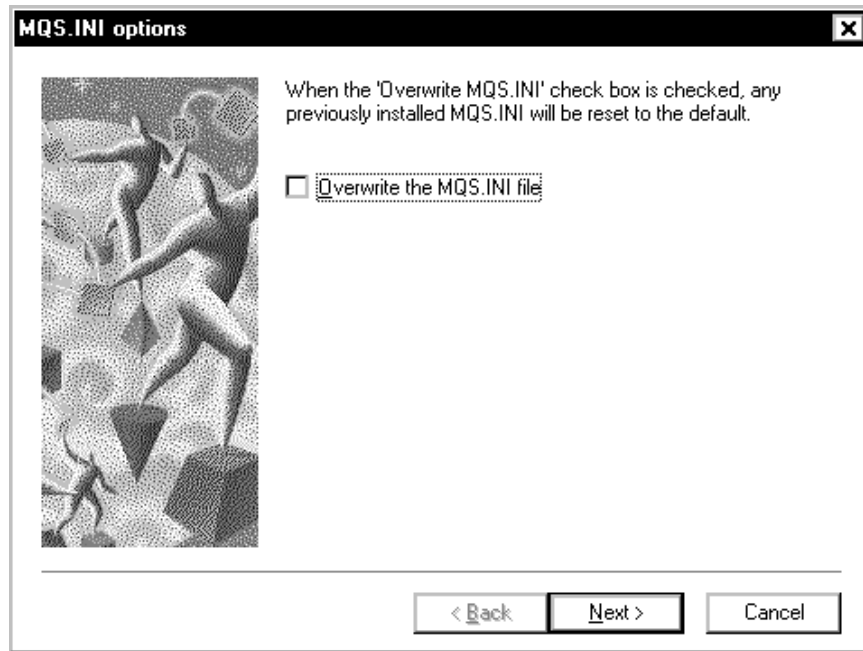 MQS.INI options
When the 'Overwrite MQS.INI' check box is checked, any
previously installed MQS.INI will be reset to the default.
Overwrite the MQS.INI file
< Back
Next >
Cancel